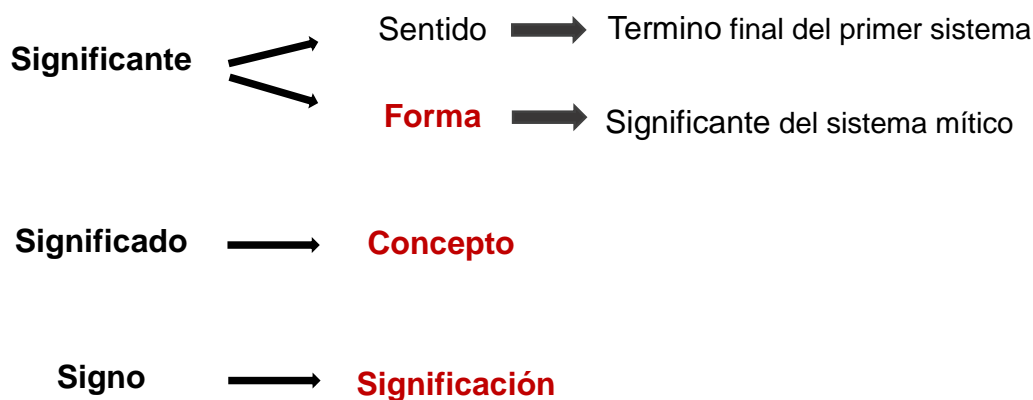 Significante
Sentido
Termino final del primer sistema
Forma
Significante del sistema mítico
Significado
Concepto
Signo
Significación